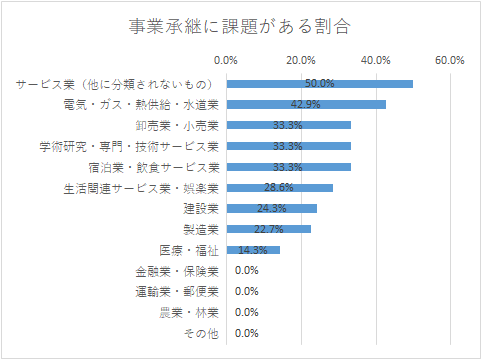 事業承継に課題がある割合
0.0% 20.0% 40.0% 60.0%
サービス業（他に分類されないもの） 50.0%
電気・ガス・熱供給・水道業 42.9%
卸売業・小売業 33.3%
学術研究・専門・技術サービス業 33.3%
宿泊業・飲食サービス業 33.3%
生活関連サービス業・娯楽業 28.6%
建設業 24.3%
製造業 22.7%
医療・福祉 14.3%
金融業・保険業 0.0%
運輸業・郵便業 0.0%
農業・林業 0.0%
その他 0.0%